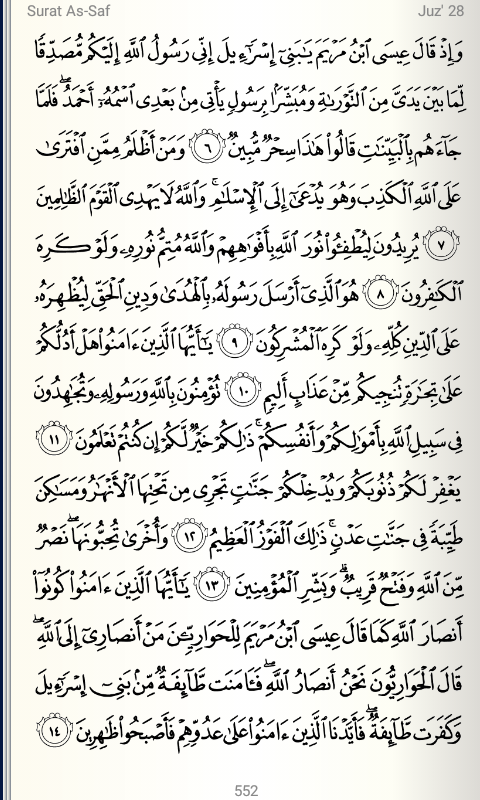 Surat As-Saf
Juz' 28
وَإِذْ قَالَ عِيسَى ٱبْنُ مَرْيَمَ يَـٰبَنِىٓ إِسْرَٰٓءِيلَ إِنِّى رَسُولُ ٱللَّهِ إِلَيْكُم مُّصَدِّقًا
لِّمَا بَيْنَ يَدَىَّ مِنَ ٱلتَّوْرَىٰةِ وَمُبَشِّرًۢا بِرَسُولٍ يَأْتِى مِنۢ بَعْدِى ٱسْمُهُۥٓ أَحْمَدُ ۖ فَلَمَّا
جَآءَهُم بِٱلْبَيِّنَـٰتِ قَالُوا۟ هَـٰذَا سِحْرٌ مُّبِينٌ ٦ وَمَنْ أَظْلَمُ مِمَّنِ ٱفْتَرَىٰ
عَلَى ٱللَّهِ ٱلْكَذِبَ وَهُوَ يُدْعَىٰٓ إِلَى ٱلْإِسْلَـٰمِ ۚ وَٱللَّهُ لَا يَهْدِى ٱلْقَوْمَ ٱلظَّـٰلِمِينَ
٧ يُرِيدُونَ لِيُطْفِـُٔوا۟ نُورَ ٱللَّهِ بِأَفْوَٰهِهِمْ وَٱللَّهُ مُتِمُّ نُورِهِۦ وَلَوْ كَرِهَ
ٱلْكَـٰفِرُونَ ٨ هُوَ ٱلَّذِىٓ أَرْسَلَ رَسُولَهُۥ بِٱلْهُدَىٰ وَدِينِ ٱلْحَقِّ لِيُظْهِرَهُۥ
عَلَى ٱلدِّينِ كُلِّهِۦ وَلَوْ كَرِهَ ٱلْمُشْرِكُونَ ٩ يَـٰٓأَيُّهَا ٱلَّذِينَ ءَامَنُوا۟ هَلْ أَدُلُّكُمْ
عَلَىٰ تِجَـٰرَةٍ تُنجِيكُم مِّنْ عَذَابٍ أَلِيمٍ ١٠ تُؤْمِنُونَ بِٱللَّهِ وَرَسُولِهِۦ وَتُجَـٰهِدُونَ
فِى سَبِيلِ ٱللَّهِ بِأَمْوَٰلِكُمْ وَأَنفُسِكُمْ ۚ ذَٰلِكُمْ خَيْرٌ لَّكُمْ إِن كُنتُمْ تَعْلَمُونَ ١١
يَغْفِرْ لَكُمْ ذُنُوبَكُمْ وَيُدْخِلْكُمْ جَنَّـٰتٍ تَجْرِى مِن تَحْتِهَا ٱلْأَنْهَـٰرُ وَمَسَـٰكِنَ
طَيِّبَةً فِى جَنَّـٰتِ عَدْنٍ ۚ ذَٰلِكَ ٱلْفَوْزُ ٱلْعَظِيمُ ١٢ وَأُخْرَىٰ تُحِبُّونَهَا ۖ نَصْرٌ
مِّنَ ٱللَّهِ وَفَتْحٌ قَرِيبٌ ۗ وَبَشِّرِ ٱلْمُؤْمِنِينَ ١٣ يَـٰٓأَيُّهَا ٱلَّذِينَ ءَامَنُوا۟ كُونُوٓا۟
أَنصَارَ ٱللَّهِ كَمَا قَالَ عِيسَى ٱبْنُ مَرْيَمَ لِلْحَوَارِيِّـۧنَ مَنْ أَنصَارِىٓ إِلَى ٱللَّهِ ۖ
قَالَ ٱلْحَوَارِيُّونَ نَحْنُ أَنصَارُ ٱللَّهِ ۖ فَـَٔامَنَت طَّآئِفَةٌ مِّنۢ بَنِىٓ إِسْرَٰٓءِيلَ
وَكَفَرَت طَّآئِفَةٌ ۖ فَأَيَّدْنَا ٱلَّذِينَ ءَامَنُوا۟ عَلَىٰ عَدُوِّهِمْ فَأَصْبَحُوا۟ ظَـٰهِرِينَ ١٤
552